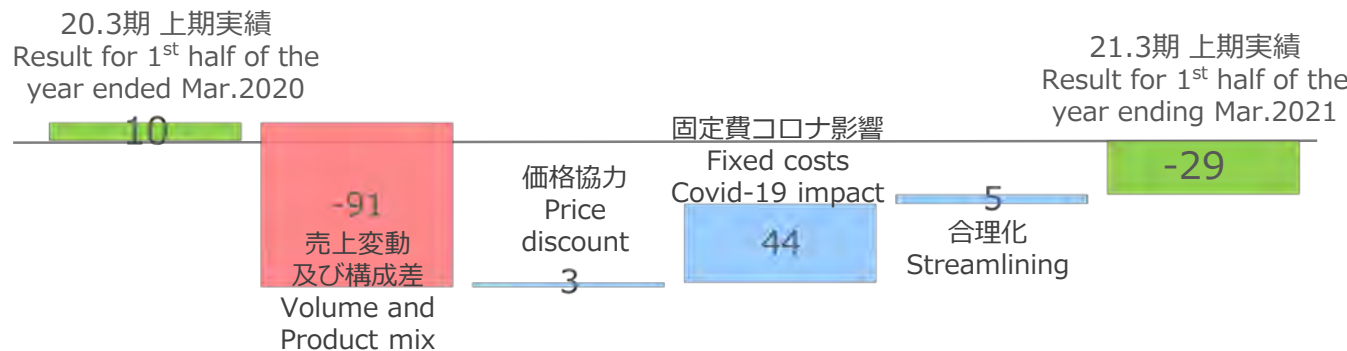 20.3期 上期実績
Result for 1st half of the
year ended Mar.2020
10
-91
売上変動
及び構成差
Volume and
Product mix
価格協力
Price
discount
3
固定費コロナ影響
Fixed costs
Covid-19 impact
44
5
合理化
Streamlining
21.3期 上期実績
Result for 1st half of the
year ending Mar.2021
-29